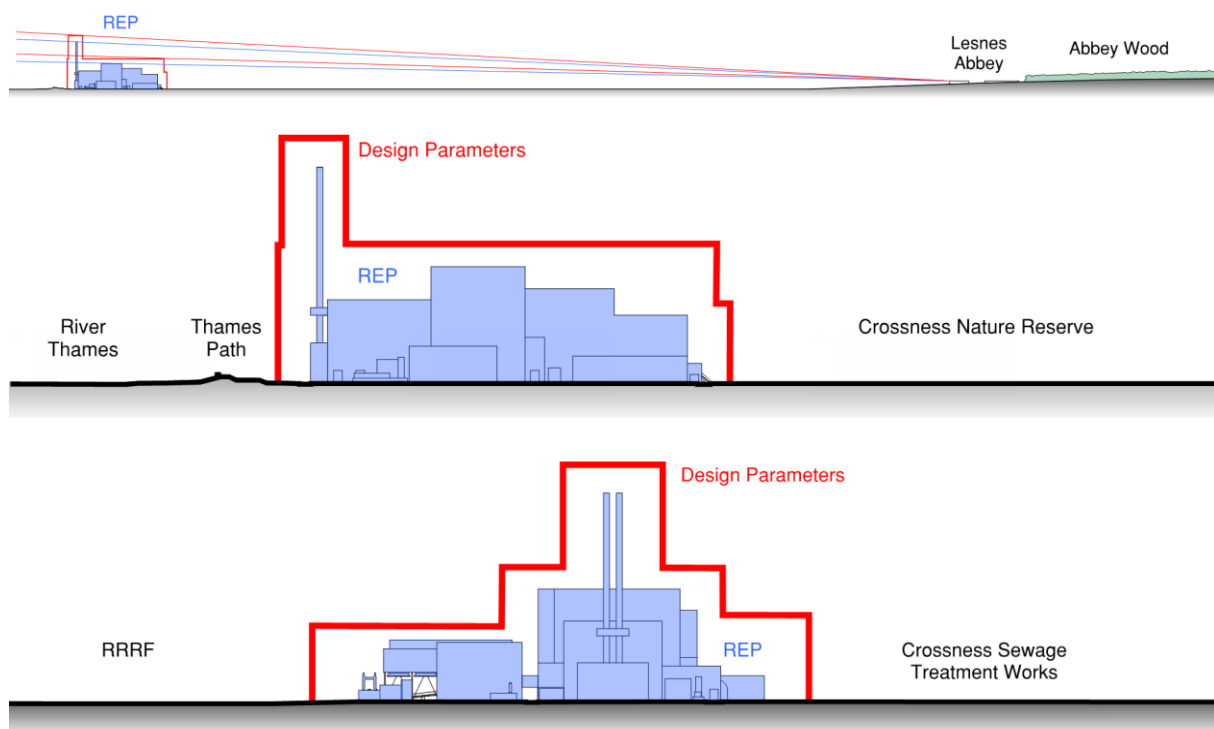 REP
Lesnes
Abbey
Abbey Wood
Design Parameters
REP
River
Thames
Thames
Path
Crossness Nature Reserve
Design Parameters
RRRF
REP
Crossness Sewage
Treatment Works